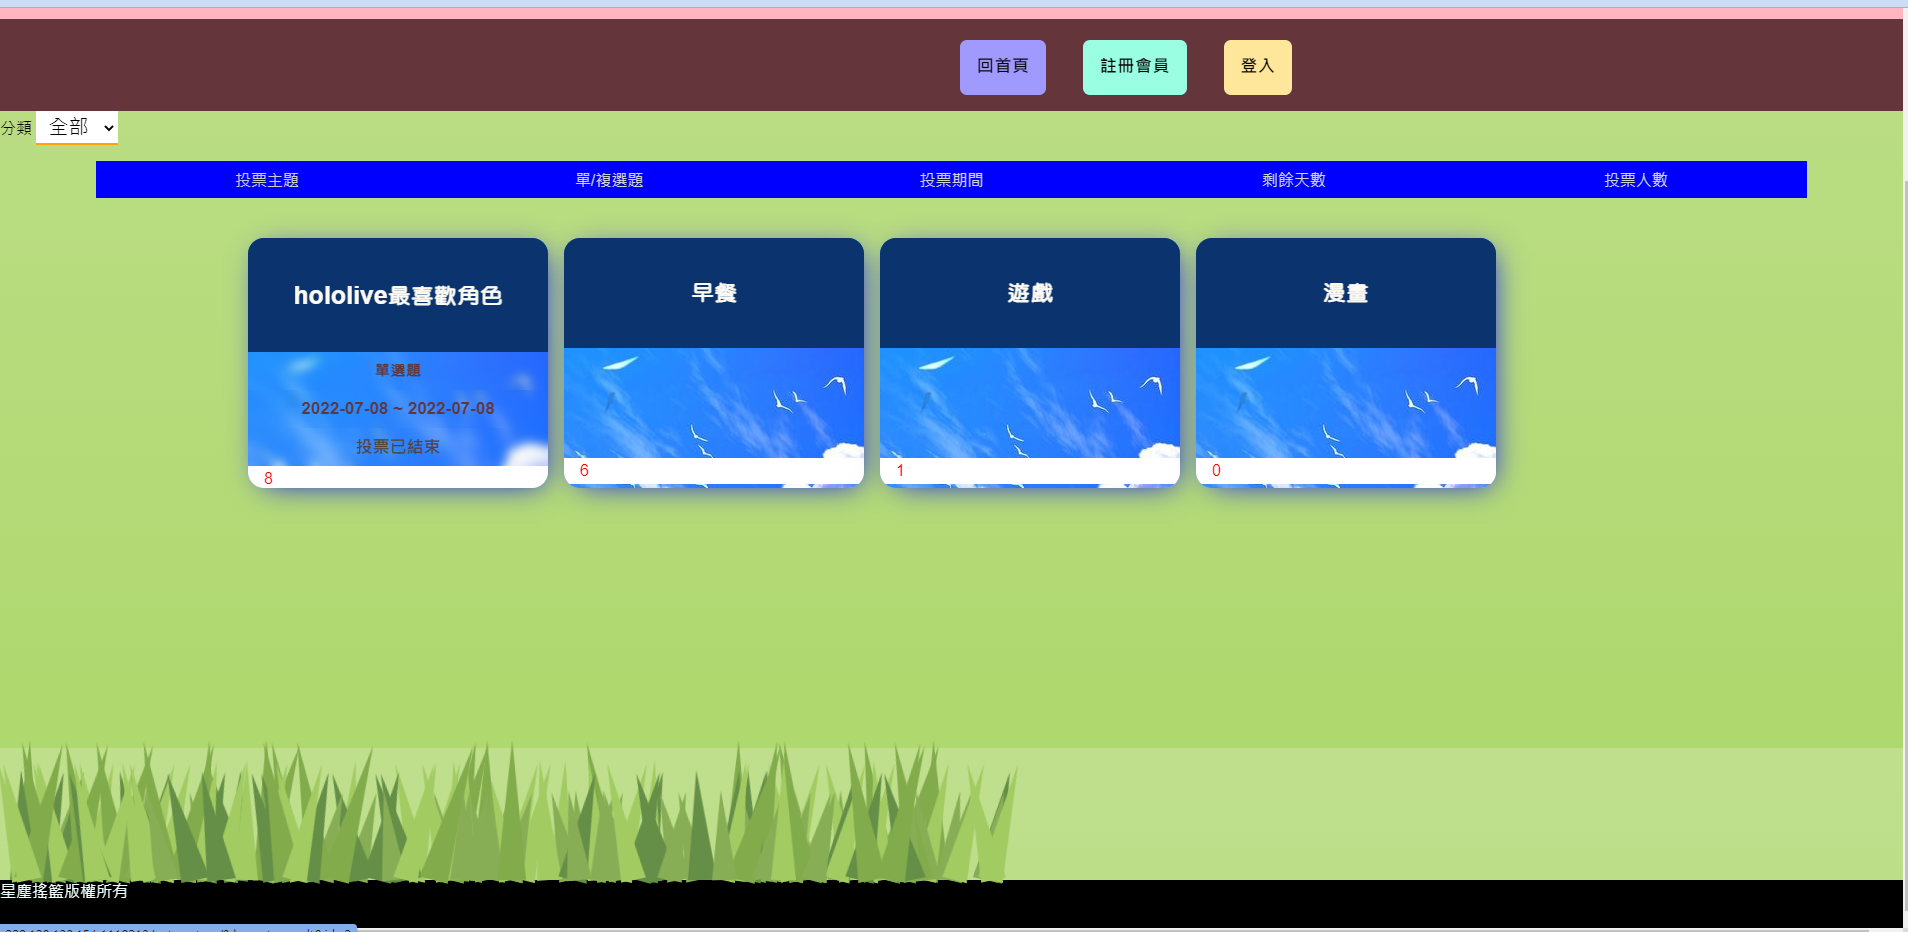 回首頁 註冊會員 登入
分類 全部
投票主題 單/複選題 投票期間 剩餘天數 投票人數
hololive最喜歡角色 早餐 遊戲 漫畫
單選題
2022-07-08 ~ 2022-07-08
投票已結束
8 6 1 0
星塵搖籃版權所有